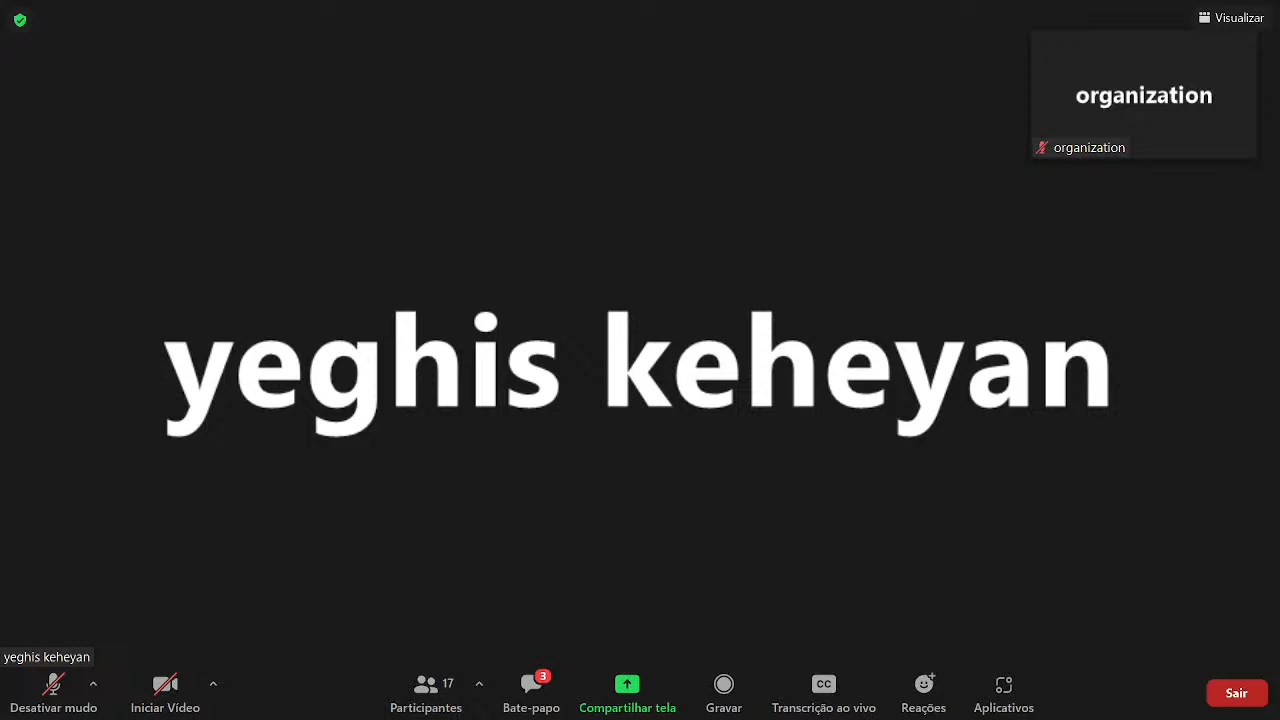 Visualizar
organization
organization
yeghis keheyan
yeghis keheyan
17
3
Desativar mudo
Iniciar Vídeo
Participantes
Bate-papo
Compartilhar tela
Gravar
CC
Transcrição ao vivo
Reações
Aplicativos
Sair